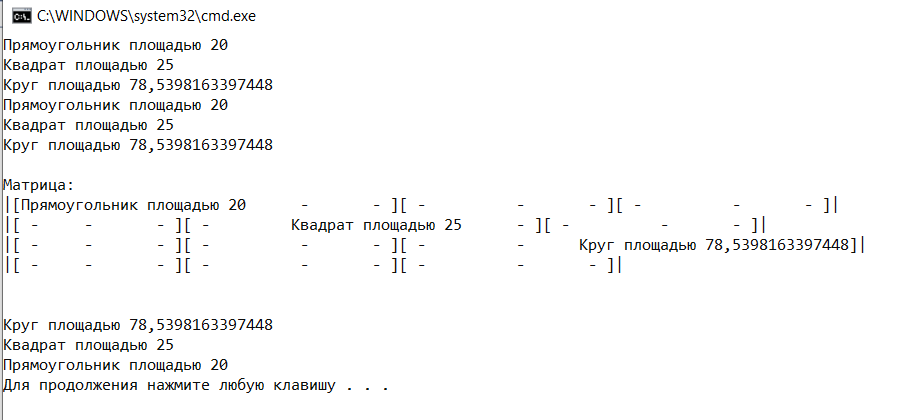 C:\WINDOWS\system32\cmd.exe
Прямоугольник площадью 20
Квадрат площадью 25
Круг площадью 78,5398163397448
Прямоугольник площадью 20
Квадрат площадью 25
Круг площадью 78,5398163397448
Матрица:
|[Прямоугольник площадью 20      -       - ][ -          -       - ][ -          -       - ]|
|[ -     -       - ][ -         Квадрат площадью 25      - ][ -          -       - ]|
|[ -     -       - ][ -          -       - ][ -          -      Круг площадью 78,5398163397448]|
|[ -     -       - ][ -          -       - ][ -          -       - ]|
Круг площадью 78,5398163397448
Квадрат площадью 25
Прямоугольник площадью 20
Для продолжения нажмите любую клавишу . . .